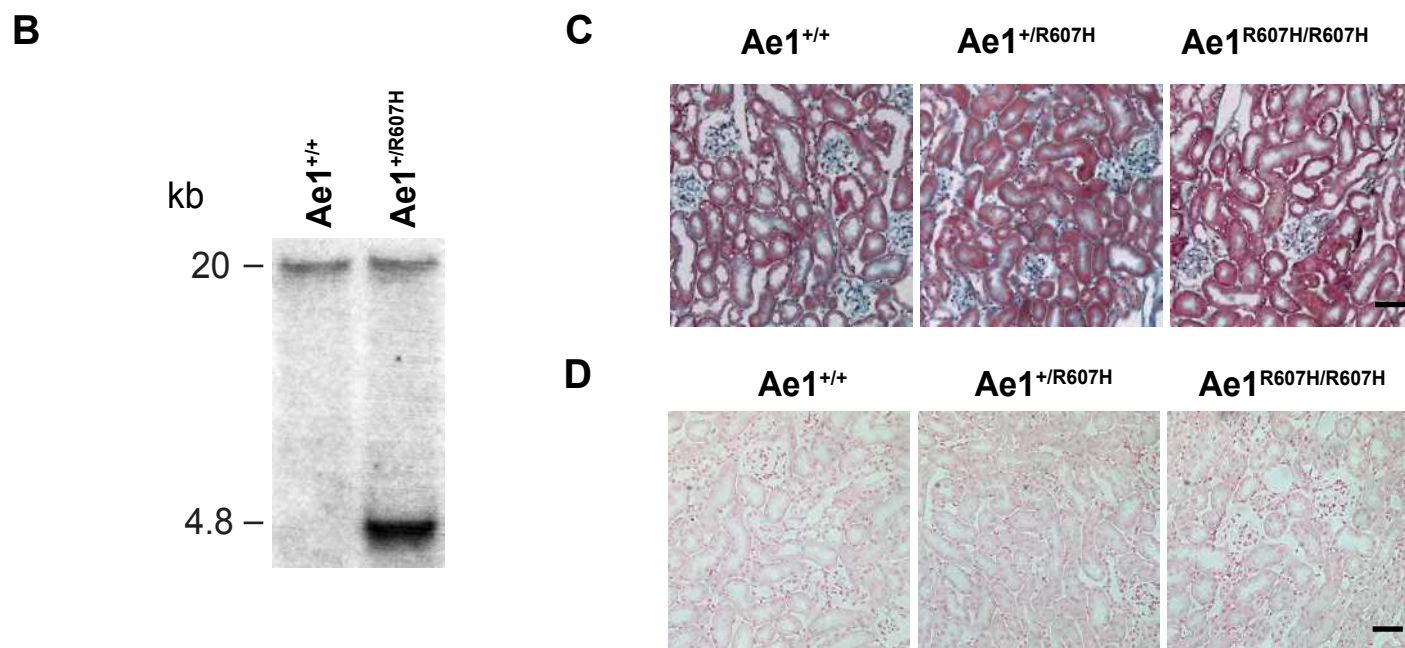 B
kb
Ae1+/+
Ae1+/R607H
20 –
4.8 –
C
Ae1+/+
Ae1+/R607H
Ae1R607H/R607H
D
Ae1+/+
Ae1+/R607H
Ae1R607H/R607H